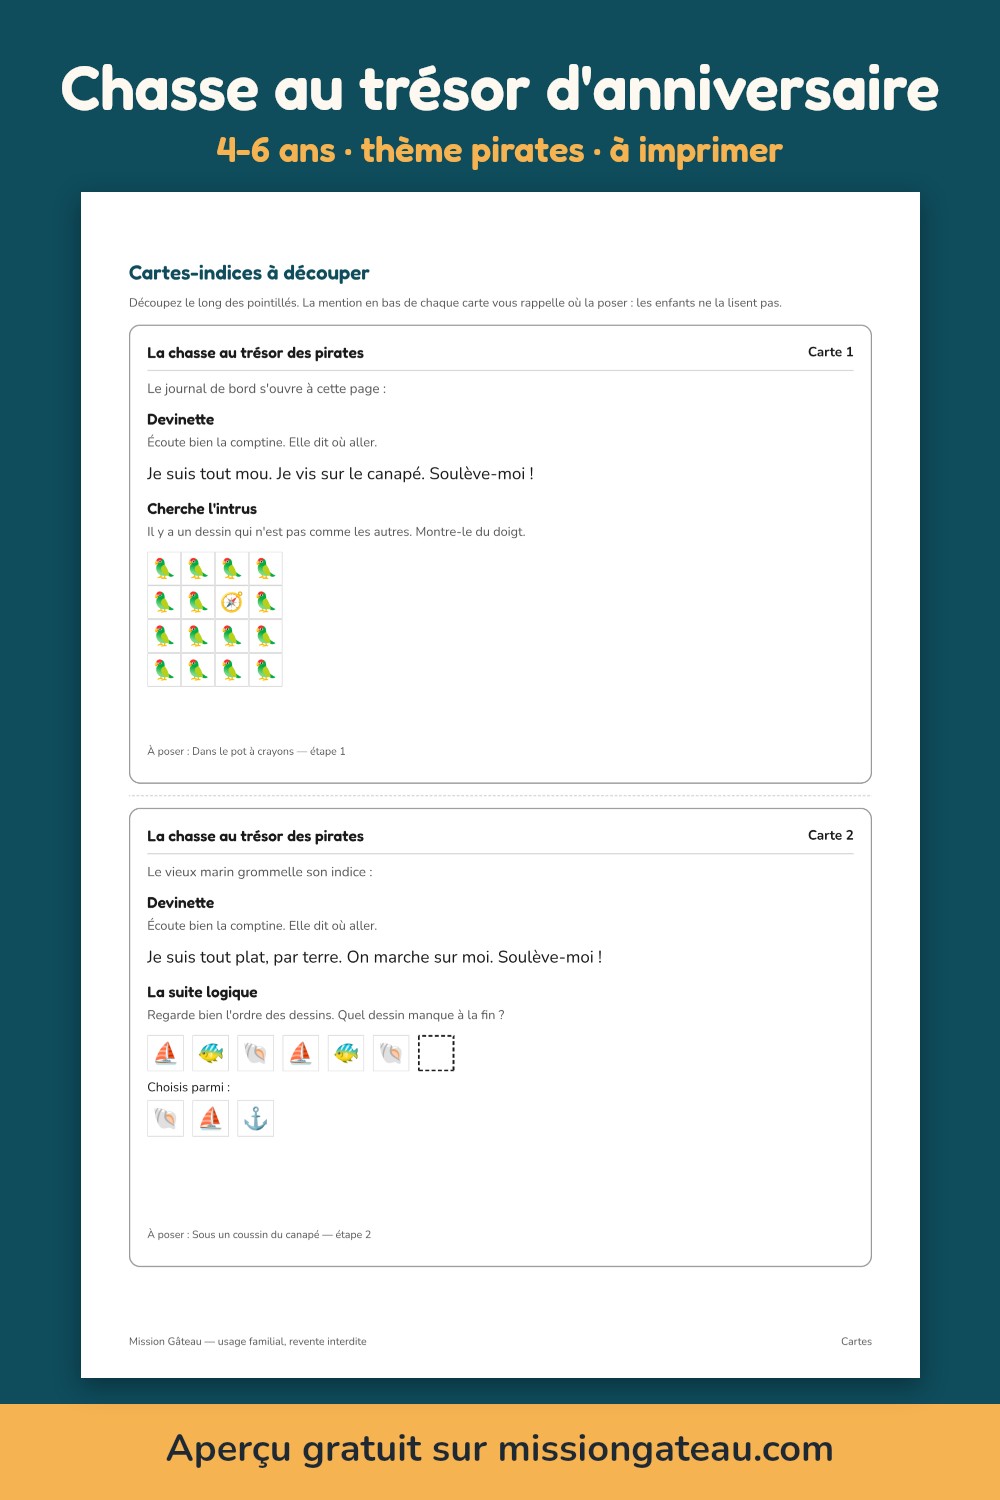 Chasse au trésor d'anniversaire
4-6 ans · thème pirates · à imprimer
Cartes-indices à découper
Découpez le long des pointillés. La mention en bas de chaque carte vous rappelle où la poser : les enfants ne la lisent pas.
La chasse au trésor des pirates
Carte 1
Le journal de bord s'ouvre à cette page :
Devinette
Écoute bien la comptine. Elle dit où aller.
Je suis tout mou. Je vis sur le canapé. Soulève-moi !
Cherche l'intrus
Il y a un dessin qui n'est pas comme les autres. Montre-le du doigt.
À poser : Dans le pot à crayons — étape 1
La chasse au trésor des pirates
Carte 2
Le vieux marin grommelle son indice :
Devinette
Écoute bien la comptine. Elle dit où aller.
Je suis tout plat, par terre. On marche sur moi. Soulève-moi !
La suite logique
Regarde bien l'ordre des dessins. Quel dessin manque à la fin ?
Choisis parmi :
À poser : Sous un coussin du canapé — étape 2
Mission Gâteau — usage familial, revente interdite
Cartes
Aperçu gratuit sur missiongateau.com